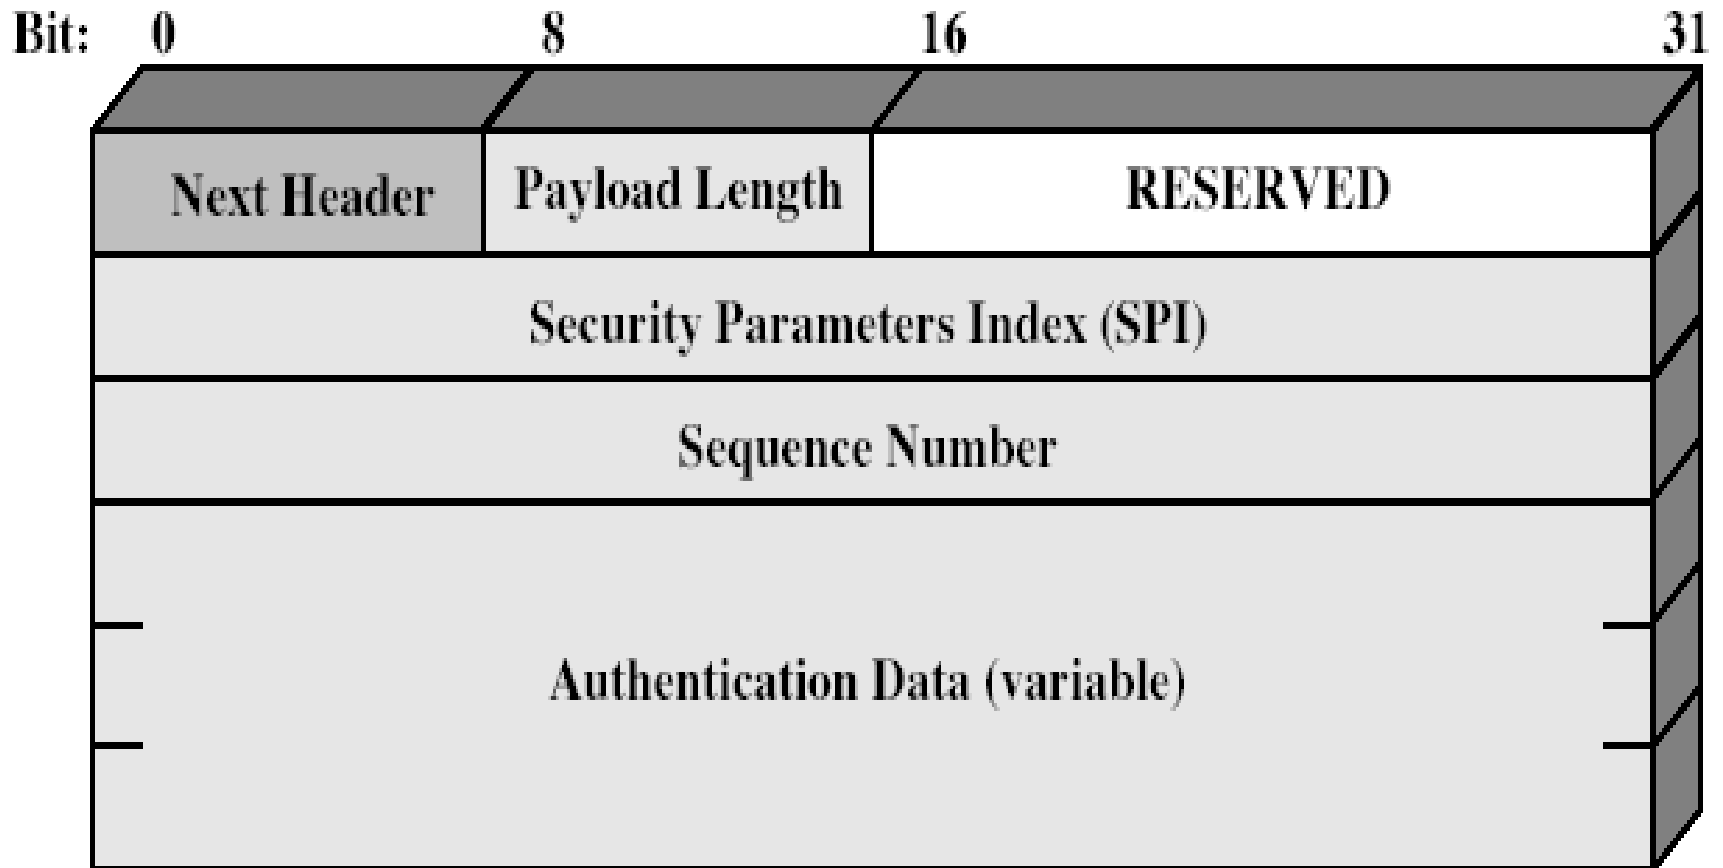 Bit: 0 8 16 31
Next Header Payload Length RESERVED
Security Parameters Index (SPI)
Sequence Number
Authentication Data (variable)